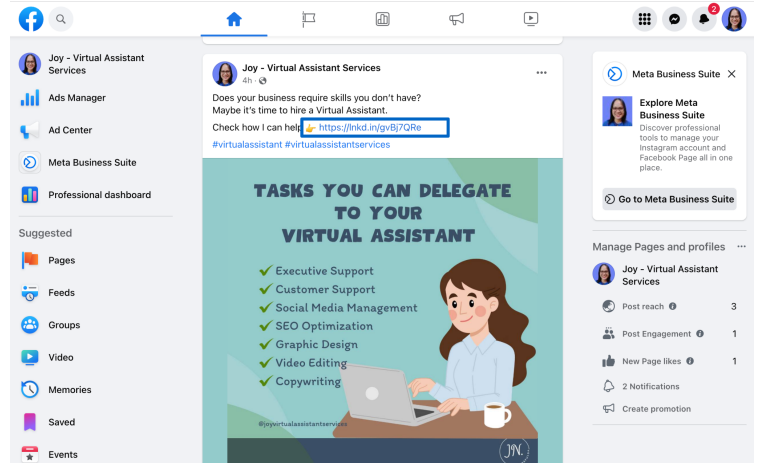 2
Joy - Virtual Assistant
Services
Ads Manager
Ad Center
Meta Business Suite
Professional dashboard
Suggested
Pages
Feeds
Groups
Video
Memories
Saved
Events
Joy - Virtual Assistant Services
4h ·
Does your business require skills you don't have?
Maybe it's time to hire a Virtual Assistant.
Check how I can help 👉 https://lnkd.in/gvBj7QRe
#virtualassistant #virtualassistantservices
TASKS YOU CAN DELEGATE
TO YOUR
VIRTUAL ASSISTANT
Executive Support
Customer Support
Social Media Management
SEO Optimization
Graphic Design
Video Editing
Copywriting
@joyvirtualassistantservices
JN.
Meta Business Suite
Explore Meta
Business Suite
Discover professional
tools to manage your
Instagram account and
Facebook Page all in one
place.
Go to Meta Business Suite
Manage Pages and profiles
Joy - Virtual Assistant
Services
Post reach 3
Post Engagement 1
New Page likes 1
2 Notifications
Create promotion